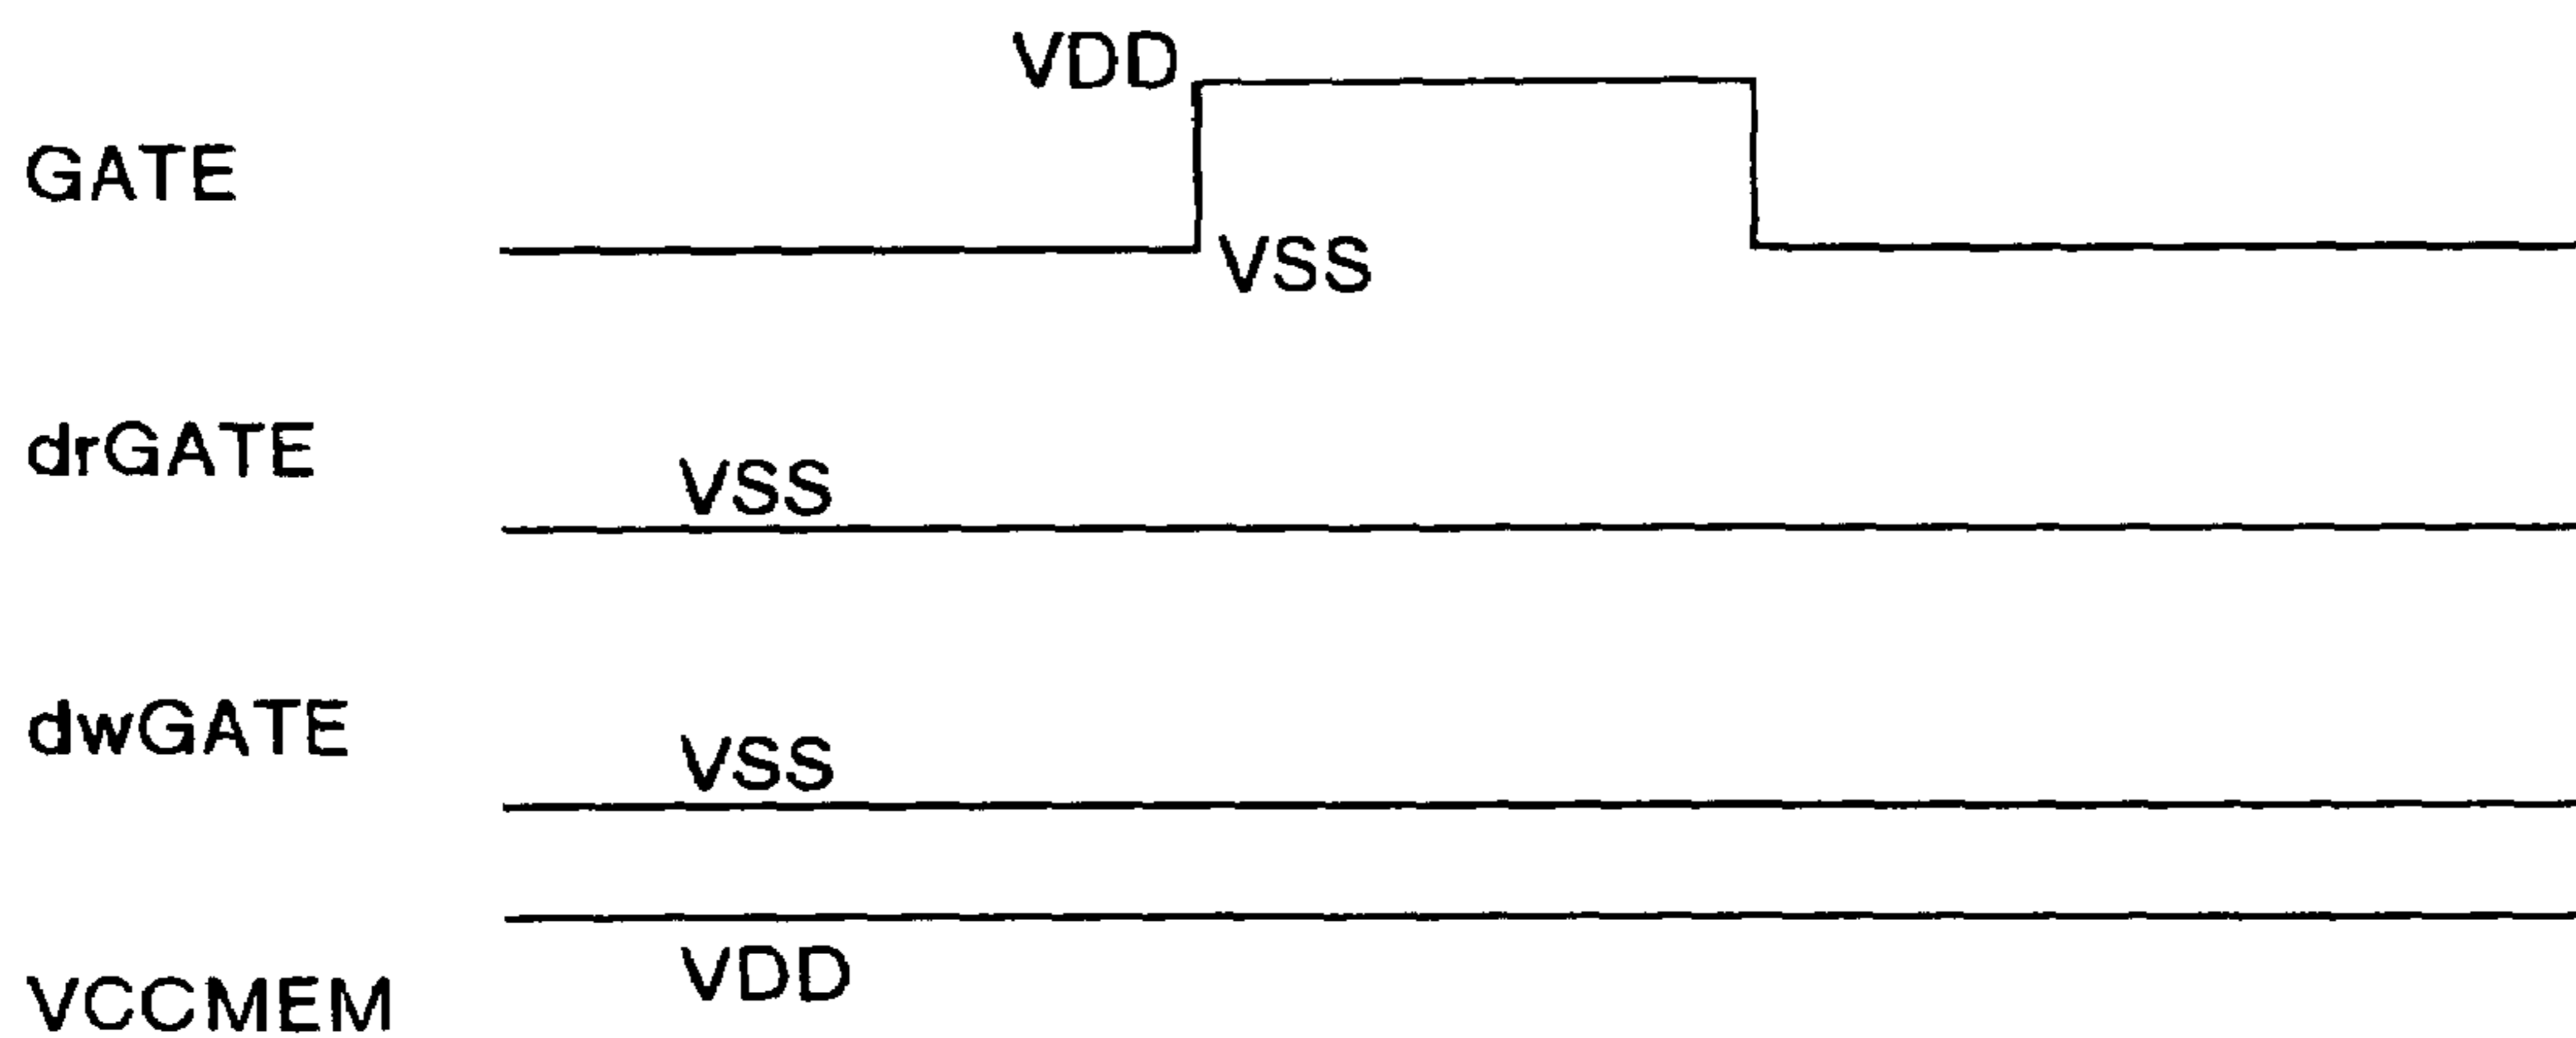 VDD
GATE
VSS
drGATE
VSS
dwGATE
VSS
VDD
VCCMEM